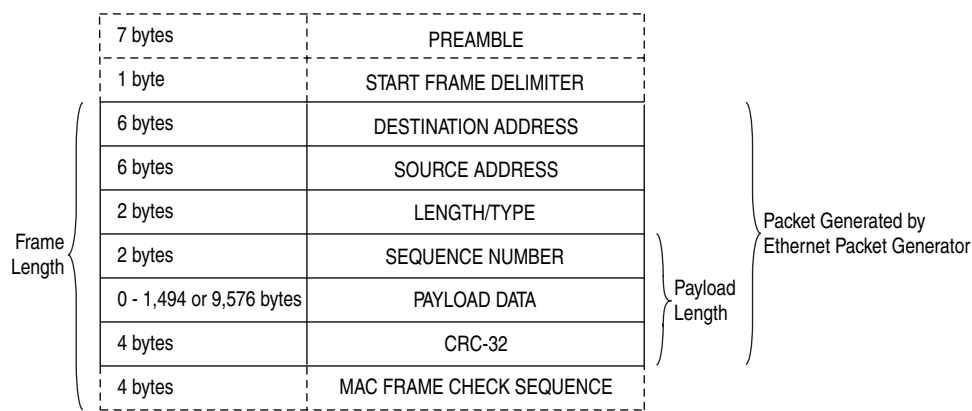 7 bytes PREAMBLE
1 byte START FRAME DELIMITER
6 bytes DESTINATION ADDRESS
6 bytes SOURCE ADDRESS
2 bytes LENGTH/TYPE
2 bytes SEQUENCE NUMBER
0 - 1,494 or 9,576 bytes PAYLOAD DATA
4 bytes CRC-32
4 bytes MAC FRAME CHECK SEQUENCE
Frame
Length
Payload
Length
Packet Generated by
Ethernet Packet Generator